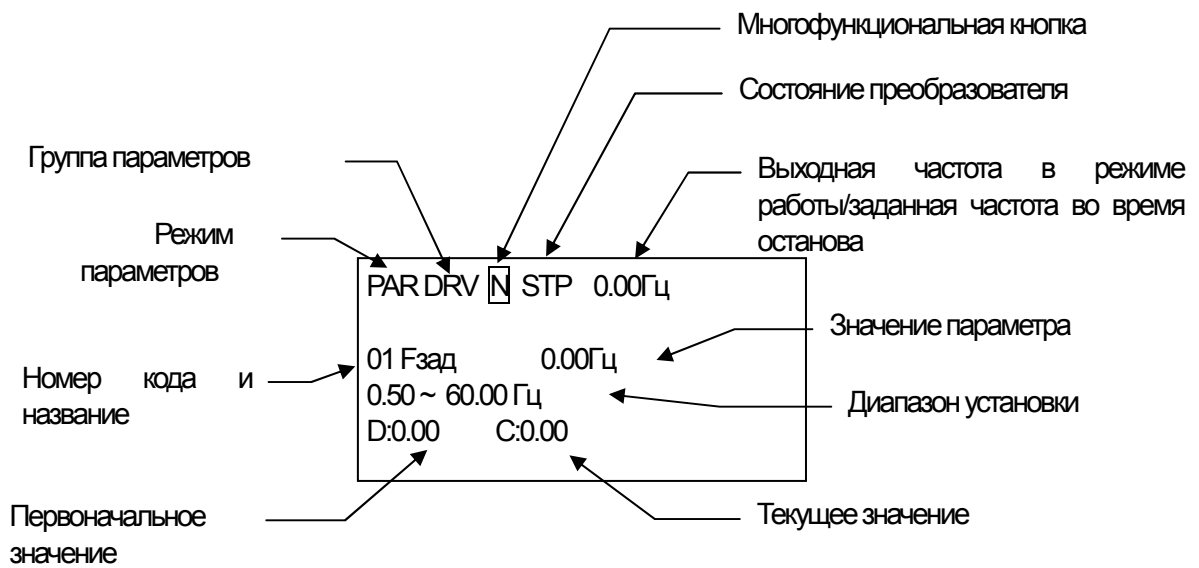 Многофункциональная кнопка
Состояние преобразователя
Группа параметров
Выходная частота в режиме
работы/заданная частота во время
останова
Режим
параметров
PAR DRV N STP 0.00Гц
Значение параметра
01 Fзад 0.00Гц
Номер кода и
название
0.50 ~ 60.00 Гц
Диапазон установки
D:0.00 C:0.00
Первоначальное
значение
Текущее значение